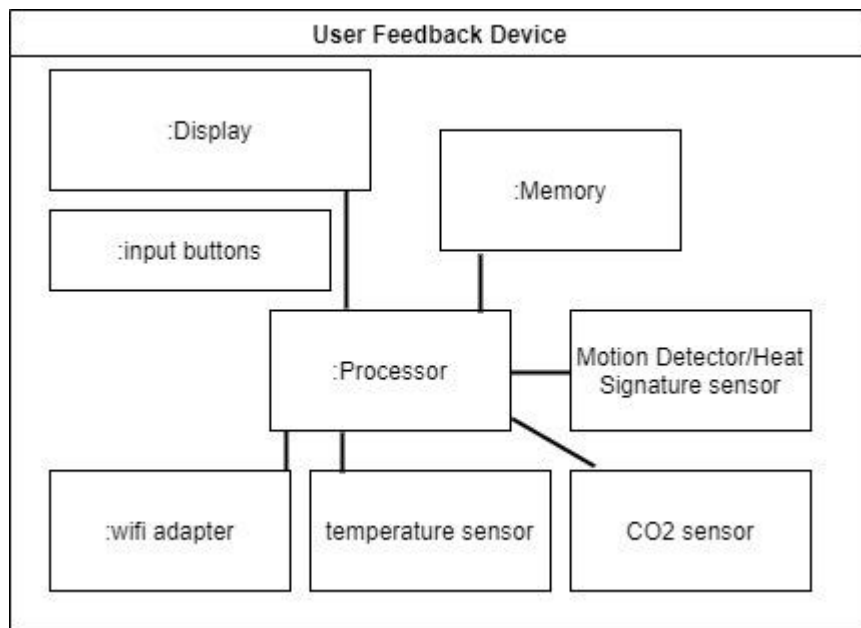 User Feedback Device
:Display
:Memory
:input buttons
:Processor
Motion Detector/Heat
Signature sensor
:wifi adapter
temperature sensor
CO2 sensor